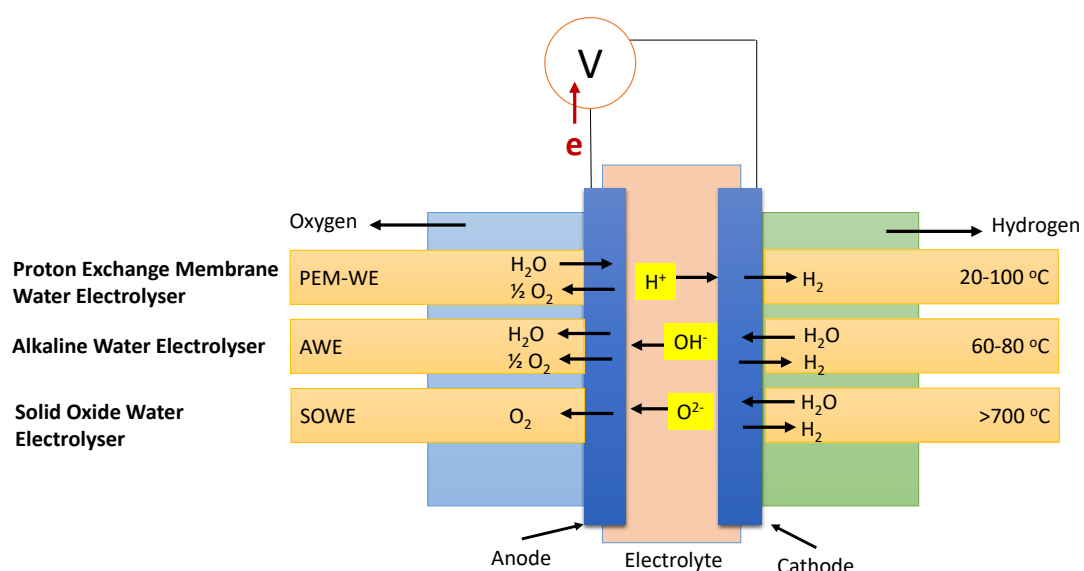 V
e
Oxygen
Hydrogen
Proton Exchange Membrane
Water Electrolyser
PEM-WE
H₂O
½ O₂
H⁺
H₂
20-100 ᵒC
Alkaline Water Electrolyser
AWE
H₂O
½ O₂
OH⁻
H₂O
H₂
60-80 ᵒC
Solid Oxide Water
Electrolyser
SOWE
O₂
O²⁻
H₂O
H₂
>700 ᵒC
Anode
Electrolyte
Cathode